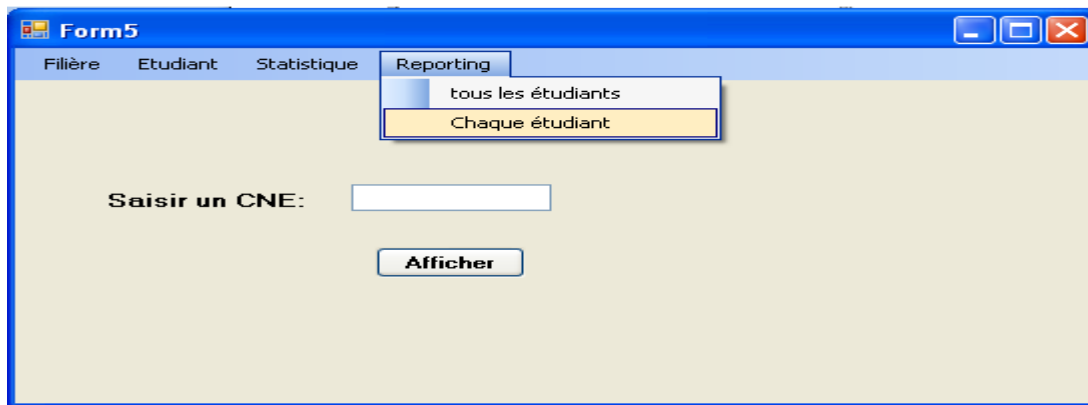 Form5
Filière Etudiant Statistique Reporting
tous les étudiants
Chaque étudiant
Saisir un CNE:
Afficher